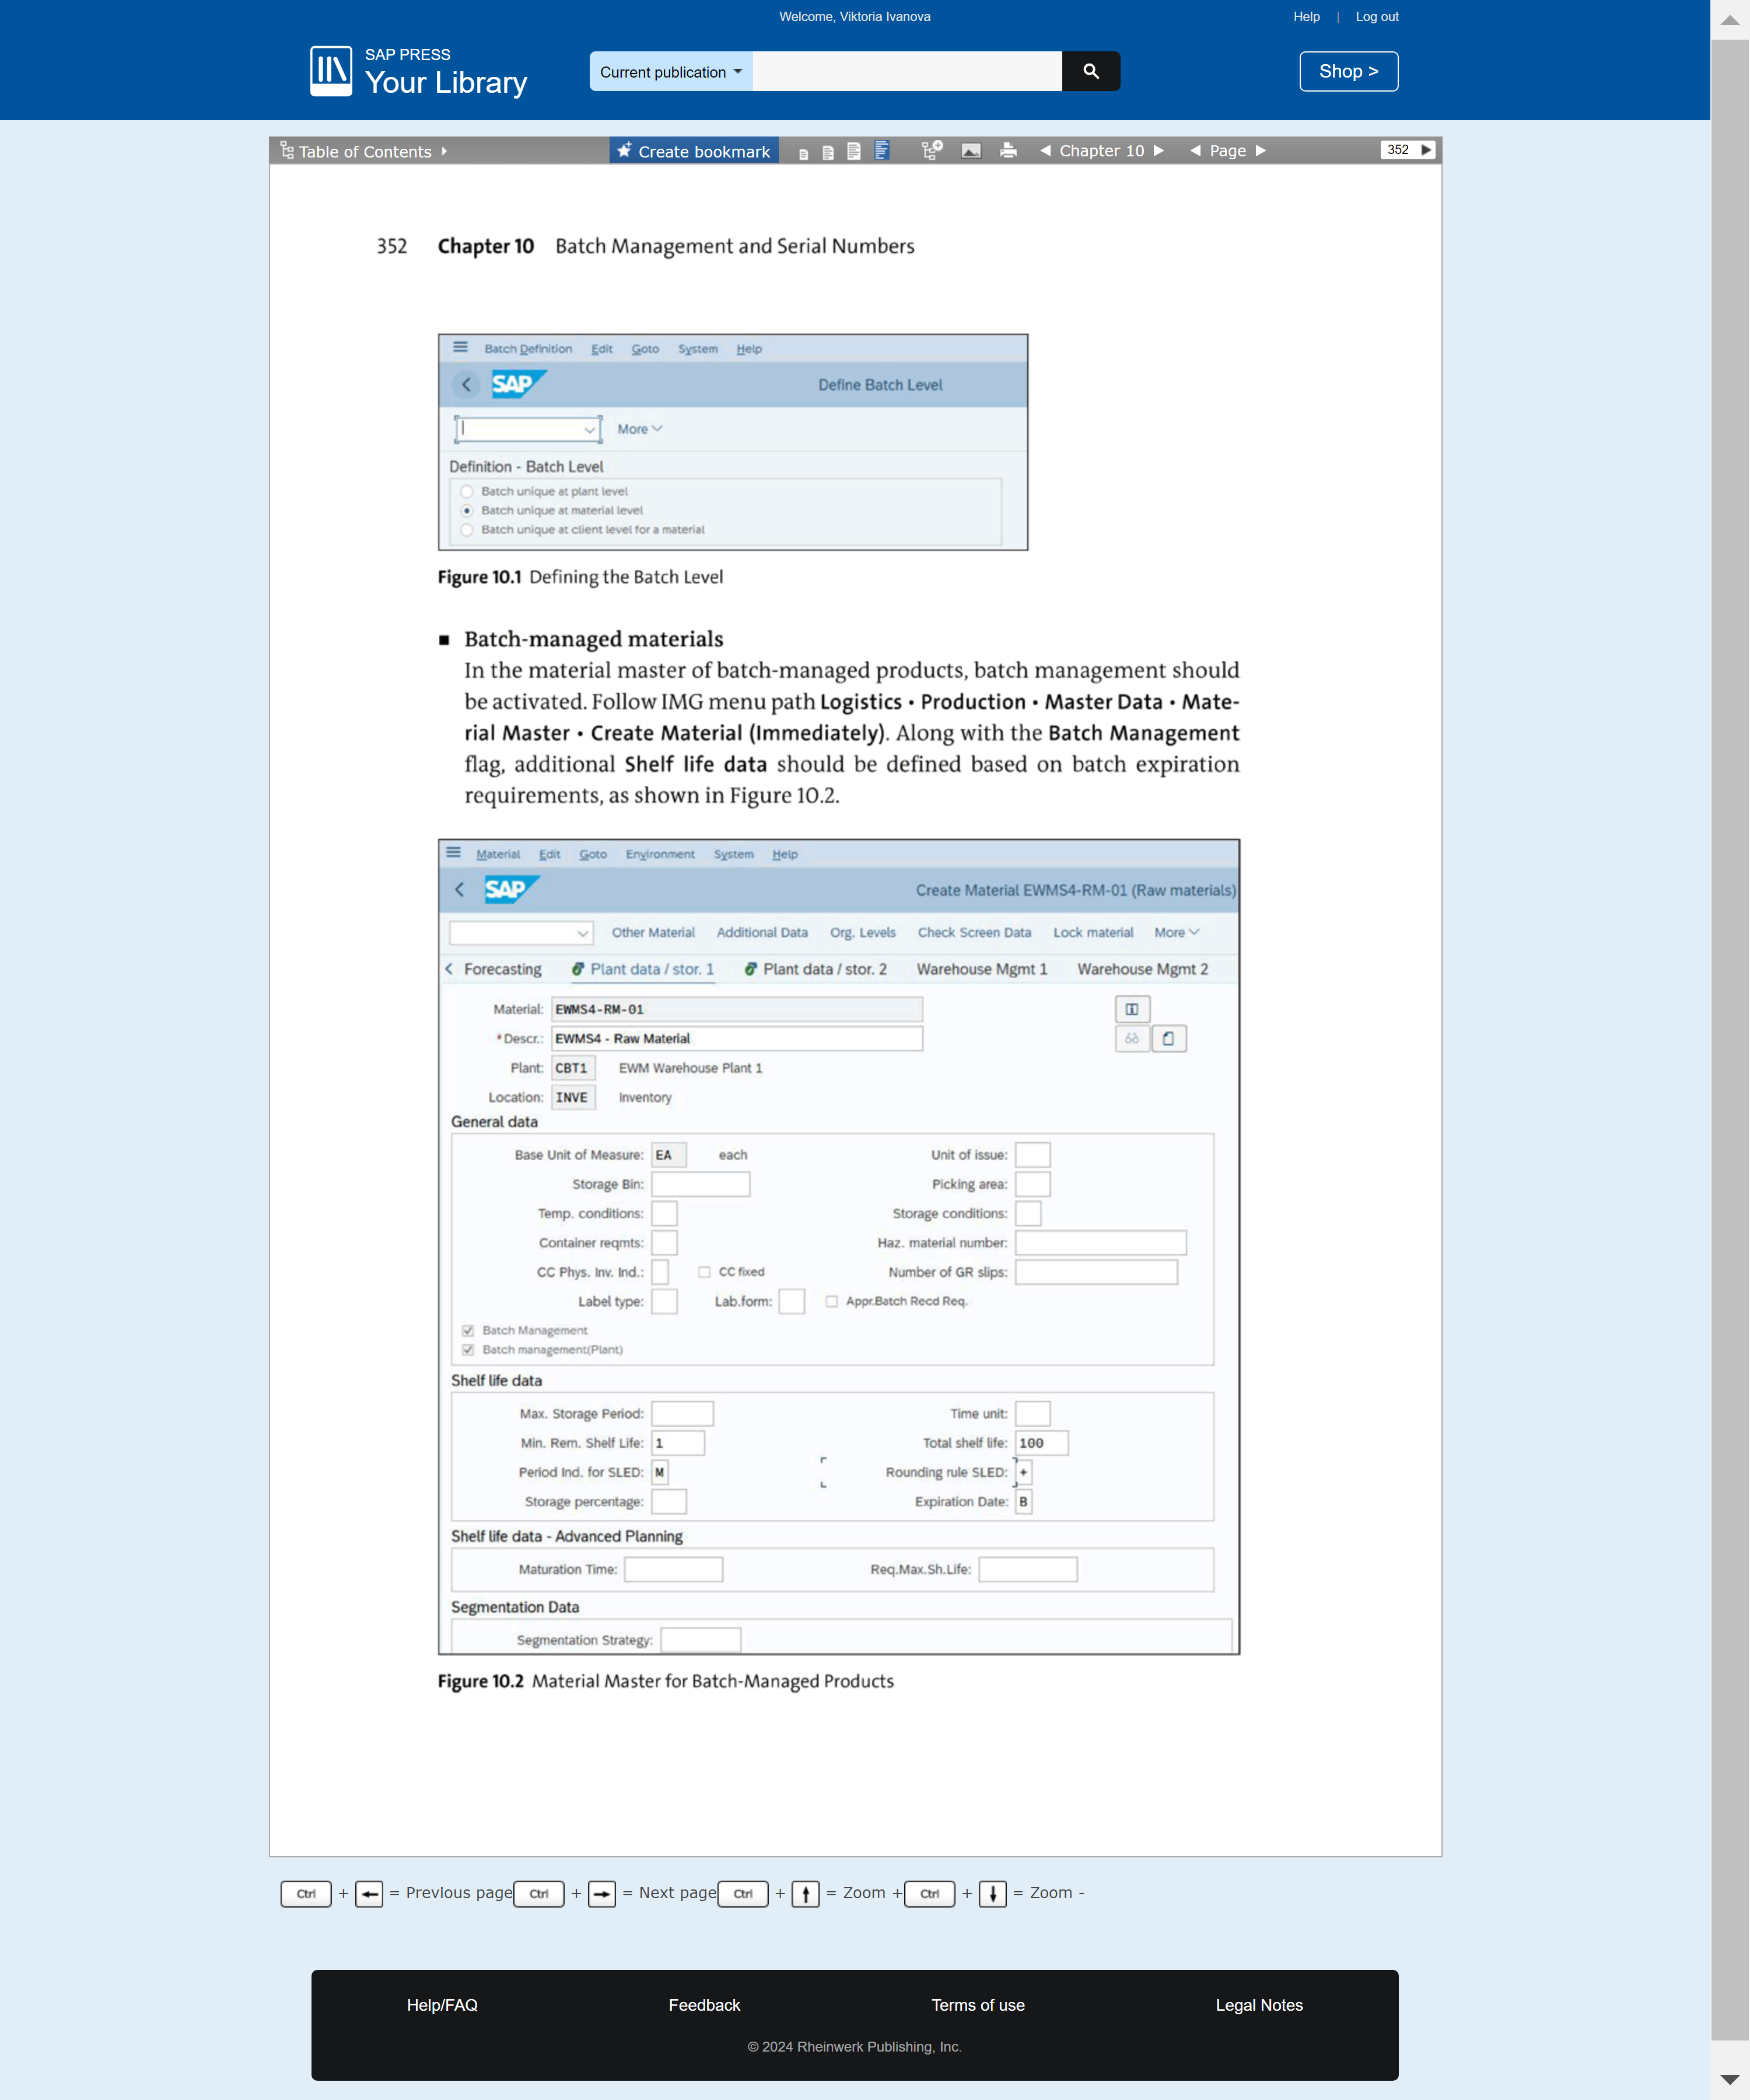 Welcome, Viktoria Ivanova
Help | Log out
SAP PRESS
Your Library
Current publication
Shop >
Table of Contents
Create bookmark
Chapter 10
Page
352
352 Chapter 10 Batch Management and Serial Numbers
Batch Definition Edit Goto System Help
SAP Define Batch Level
More
Definition - Batch Level
Batch unique at plant level
Batch unique at material level
Batch unique at client level for a material
Figure 10.1 Defining the Batch Level
■ Batch-managed materials
In the material master of batch-managed products, batch management should
be activated. Follow IMG menu path Logistics • Production • Master Data • Mate-
rial Master • Create Material (Immediately). Along with the Batch Management
flag, additional Shelf life data should be defined based on batch expiration
requirements, as shown in Figure 10.2.
Material Edit Goto Environment System Help
SAP Create Material EWMS4-RM-01 (Raw materials)
Other Material Additional Data Org. Levels Check Screen Data Lock material More
Forecasting Plant data / stor. 1 Plant data / stor. 2 Warehouse Mgmt 1 Warehouse Mgmt 2
Material: EWMS4-RM-01
*Descr.: EWMS4 - Raw Material
Plant: CBT1 EWM Warehouse Plant 1
Location: INVE Inventory
General data
Base Unit of Measure: EA each Unit of issue:
Storage Bin: Picking area:
Temp. conditions: Storage conditions:
Container reqmts: Haz. material number:
CC Phys. Inv. Ind.: CC fixed Number of GR slips:
Label type: Lab.form: Appr.Batch Recd Req.
Batch Management
Batch management(Plant)
Shelf life data
Max. Storage Period: Time unit:
Min. Rem. Shelf Life: 1 Total shelf life: 100
Period Ind. for SLED: M Rounding rule SLED: +
Storage percentage: Expiration Date: B
Shelf life data - Advanced Planning
Maturation Time: Req.Max.Sh.Life:
Segmentation Data
Segmentation Strategy:
Figure 10.2 Material Master for Batch-Managed Products
Ctrl + ← = Previous page Ctrl + → = Next page Ctrl + ↑ = Zoom + Ctrl + ↓ = Zoom -
Help/FAQ Feedback Terms of use Legal Notes
© 2024 Rheinwerk Publishing, Inc.